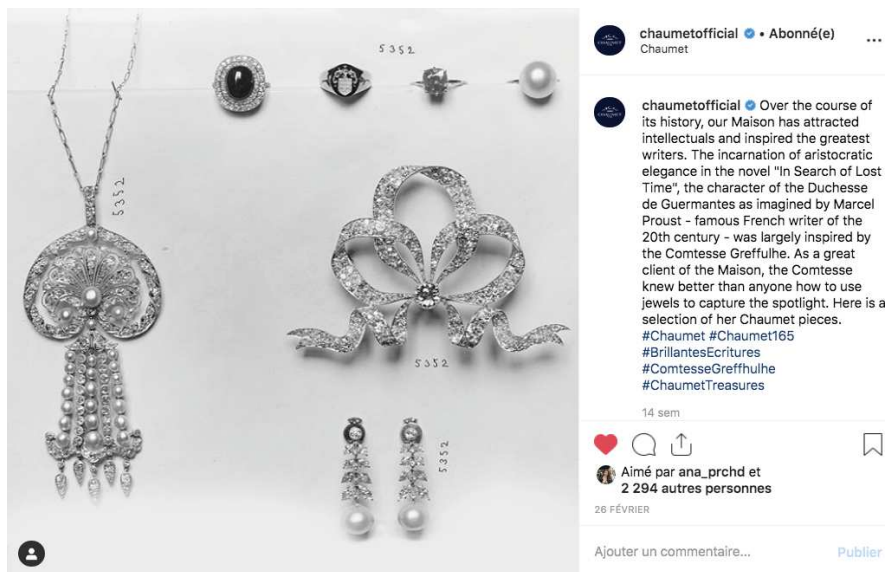 5352
5352
5352
5352
chaumetofficial • Abonné(e)
Chaumet
...
CHAUMET
chaumetofficial Over the course of
its history, our Maison has attracted
intellectuals and inspired the greatest
writers. The incarnation of aristocratic
elegance in the novel "In Search of Lost
Time", the character of the Duchesse
de Guermantes as imagined by Marcel
Proust - famous French writer of the
20th century - was largely inspired by
the Comtesse Greffulhe. As a great
client of the Maison, the Comtesse
knew better than anyone how to use
jewels to capture the spotlight. Here is a
selection of her Chaumet pieces.
#Chaumet #Chaumet165
#BrillantesEcritures
#ComtesseGreffhulhe
#ChaumetTreasures
14 sem
Aimé par ana_prchd et
2 294 autres personnes
26 FÉVRIER
Ajouter un commentaire... Publier